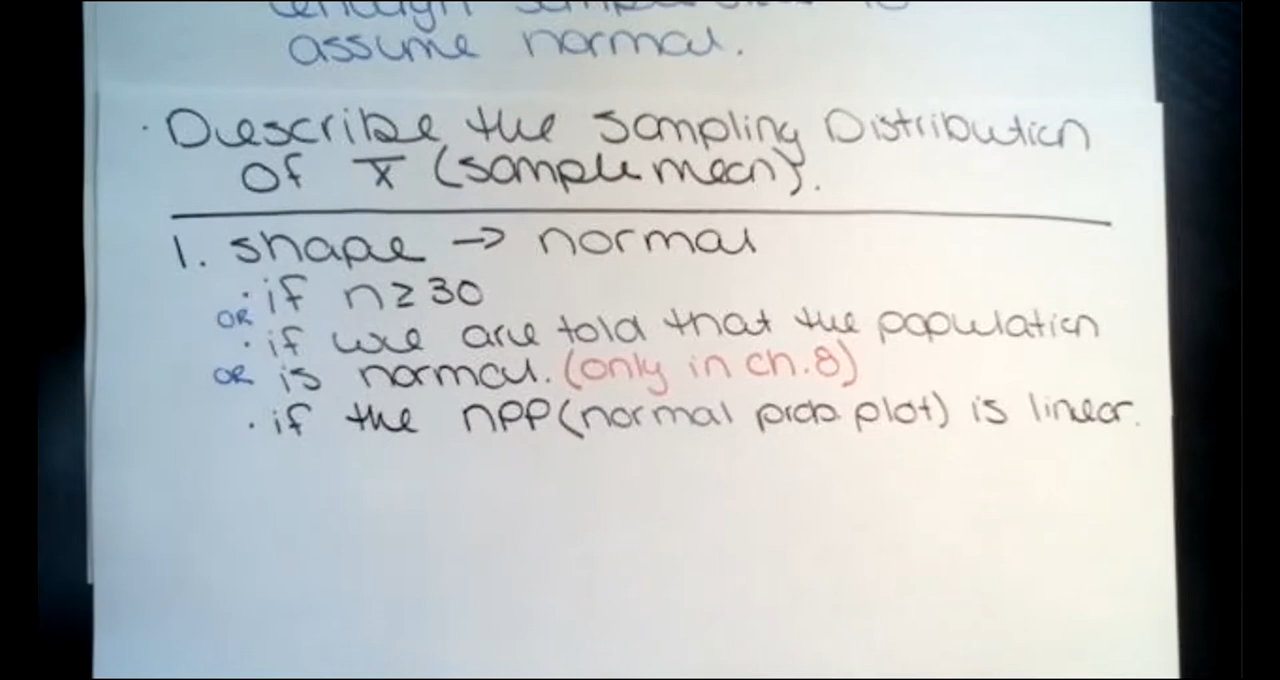 assume normal.
· Describe the Sampling Distribution
of x̄ (sample mean).
1. shape → normal
· if n ≥ 30
OR
· if we are told that the population
OR is normal. (only in ch.8)
· if the NPP (normal prob. plot) is linear.